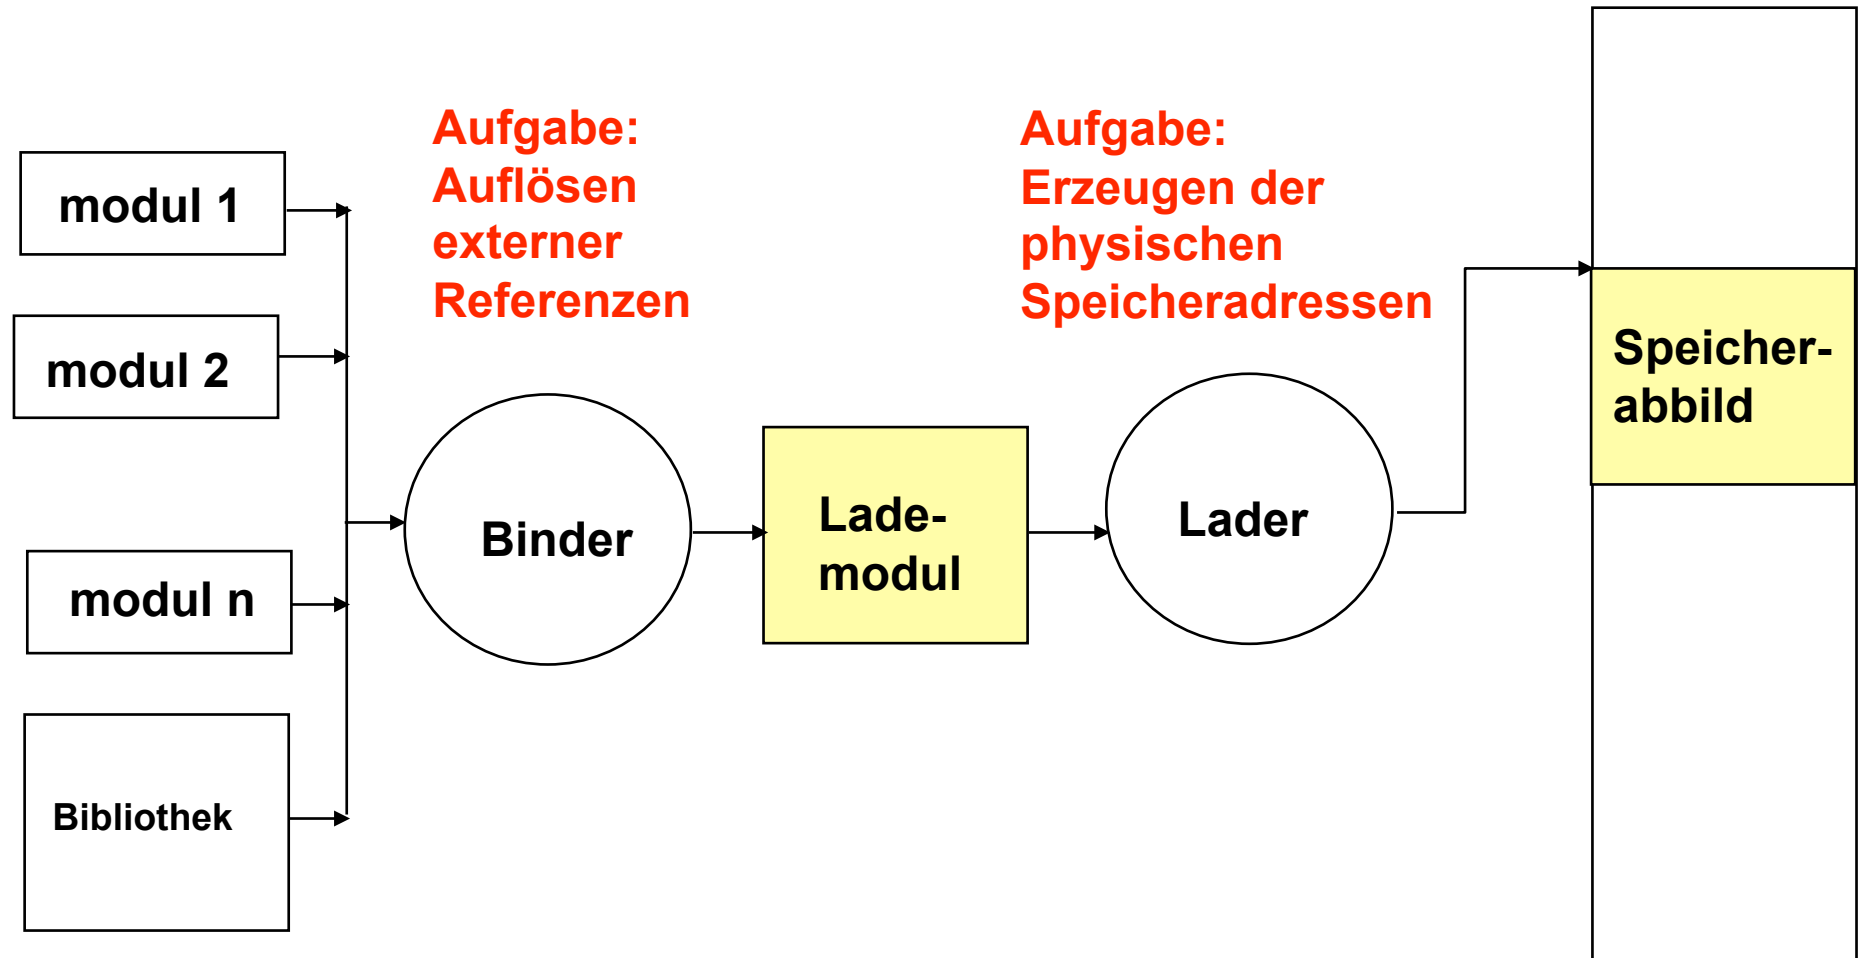 Aufgabe:
Auflösen
externer
Referenzen
Aufgabe:
Erzeugen der
physischen
Speicheradressen
modul 1
modul 2
modul n
Bibliothek
Binder
Lade-
modul
Lader
Speicher-
abbild